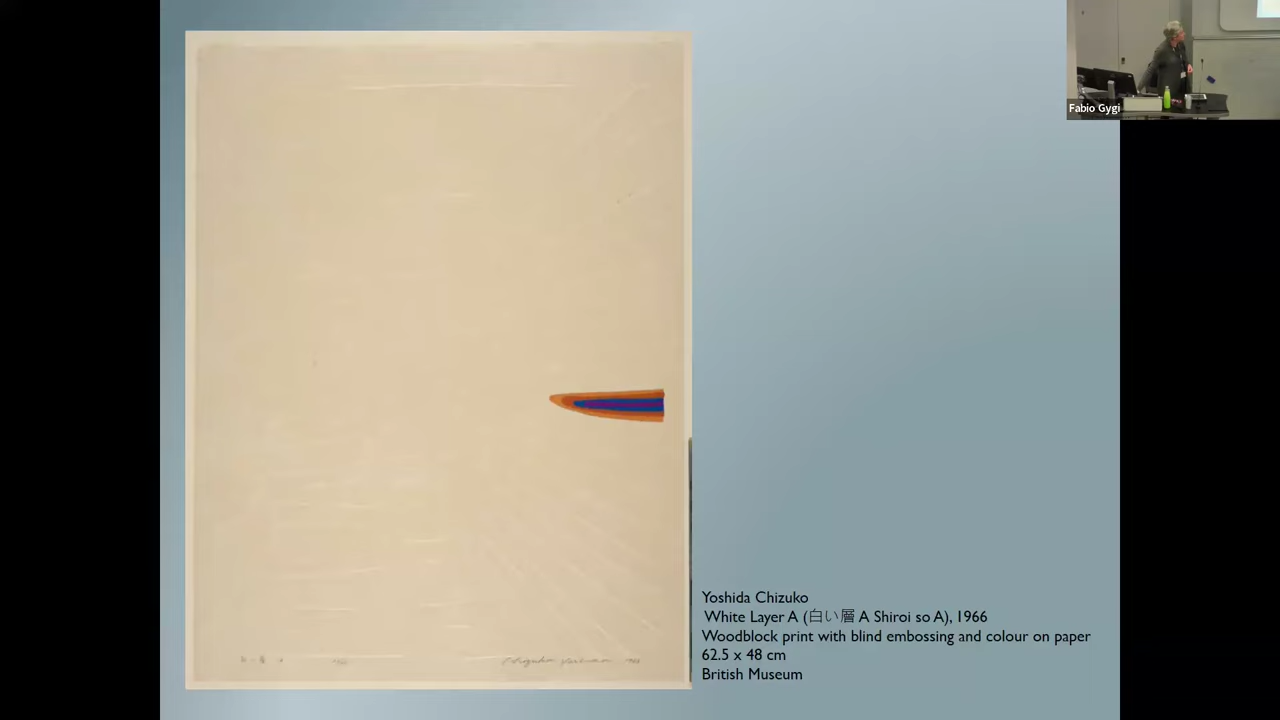 Fabio Gygi
Yoshida Chizuko
White Layer A (白い層 A Shiroi so A), 1966
Woodblock print with blind embossing and colour on paper
62.5 x 48 cm
British Museum